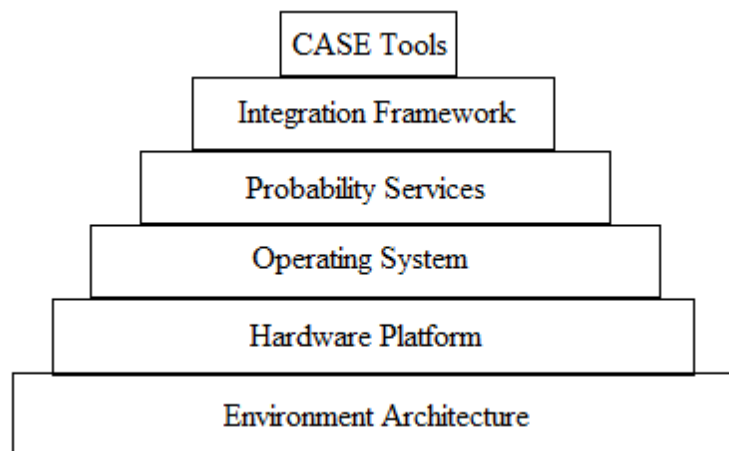 CASE Tools
Integration Framework
Probability Services
Operating System
Hardware Platform
Environment Architecture